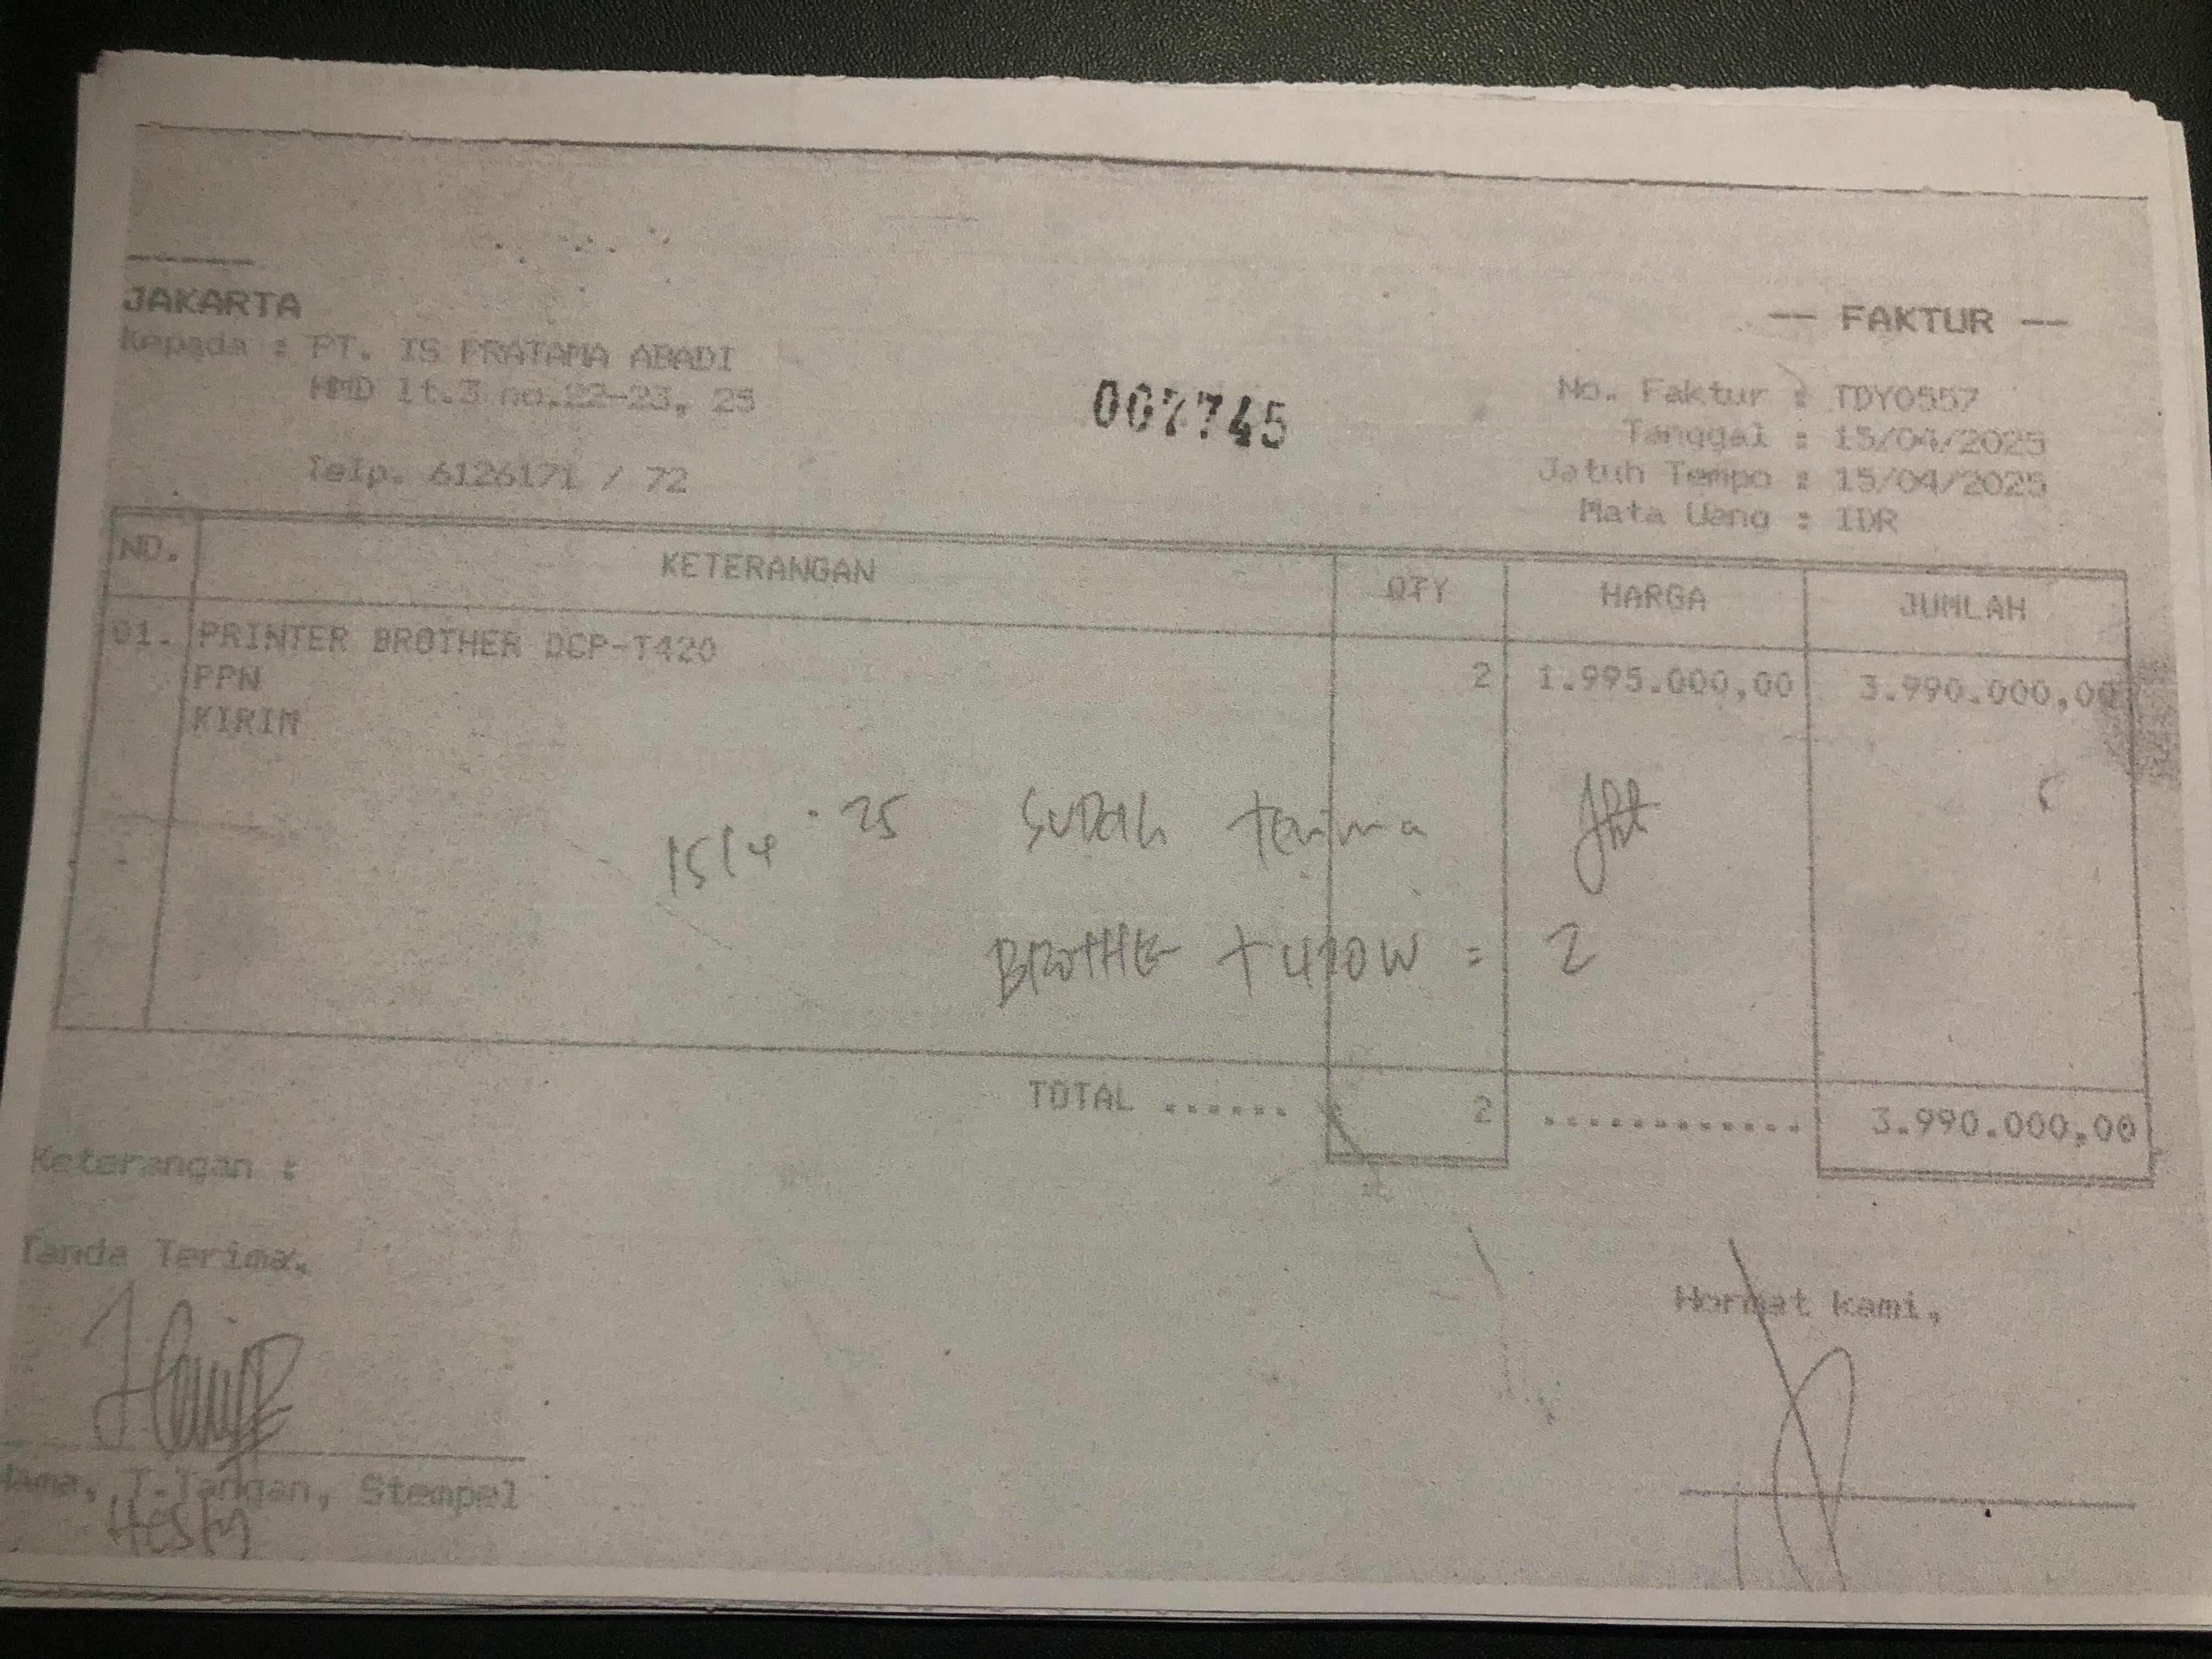 JAKARTA
-- FAKTUR --
Kepada : PT. IS PRATAMA ABADI
HMD lt.3 no.22-23, 25
007745
No. Faktur : TDY0557
Tanggal : 15/04/2025
Telp. 6126171 / 72
Jatuh Tempo : 15/04/2025
Mata Uang : IDR
NO. KETERANGAN QTY HARGA JUMLAH
01. PRINTER BROTHER DCP-T420 2 1.995.000,00 3.990.000,00
PPN
KIRIM
15/4 · 25 SUDAH terima
BROTHER T420W = 2
TOTAL ...... 2 ............ 3.990.000,00
Keterangan :
Tanda Terima,
Hormat kami,
Nama, T.Tangan, Stempel